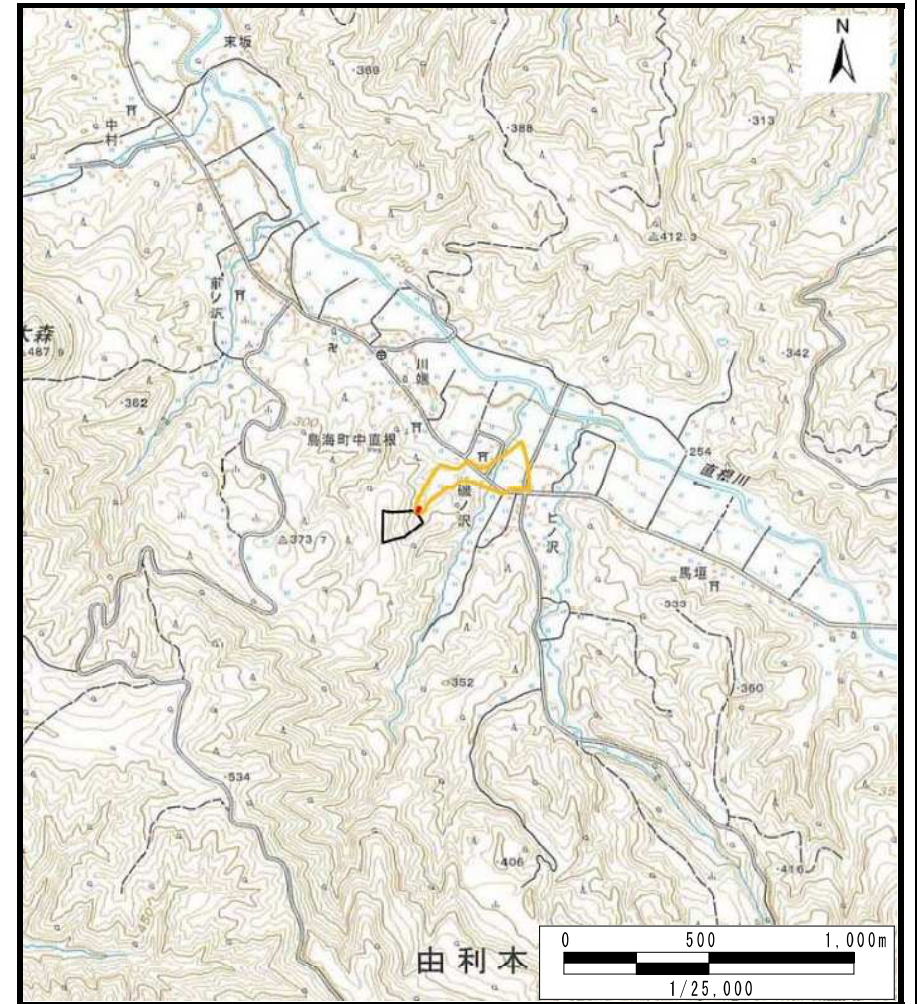 N
末坂
・369
中村
・388
・313
412.3
250
前ノ沢
大森
487.9
・342
川端
・362
300
鳥海町中直根
・254
直根川
磯ノ沢
ヒノ沢
373.7
馬垣
・333
・352
・360
・534
・406
・416
由利本
0 500 1,000m
1/25,000